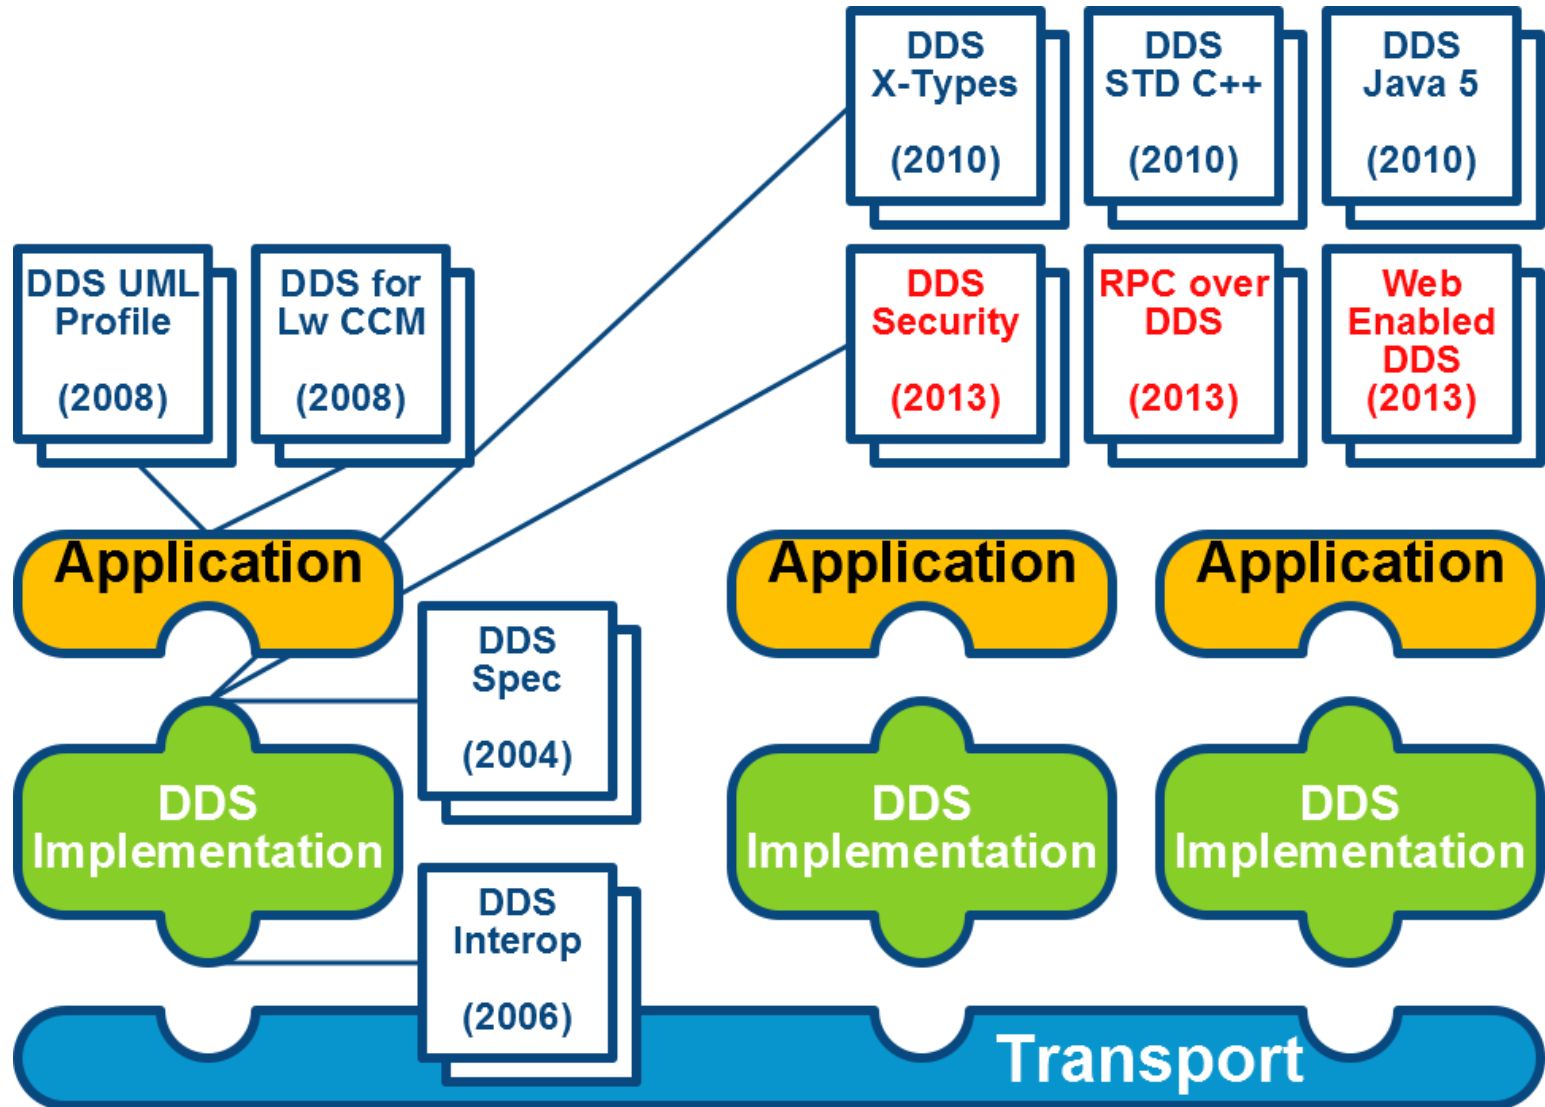 DDS
X-Types
(2010)
DDS
STD C++
(2010)
DDS
Java 5
(2010)
DDS UML
Profile
(2008)
DDS for
Lw CCM
(2008)
DDS
Security
(2013)
RPC over
DDS
(2013)
Web
Enabled
DDS
(2013)
Application
Application
Application
DDS
Spec
(2004)
DDS
Implementation
DDS
Implementation
DDS
Implementation
DDS
Interop
(2006)
Transport